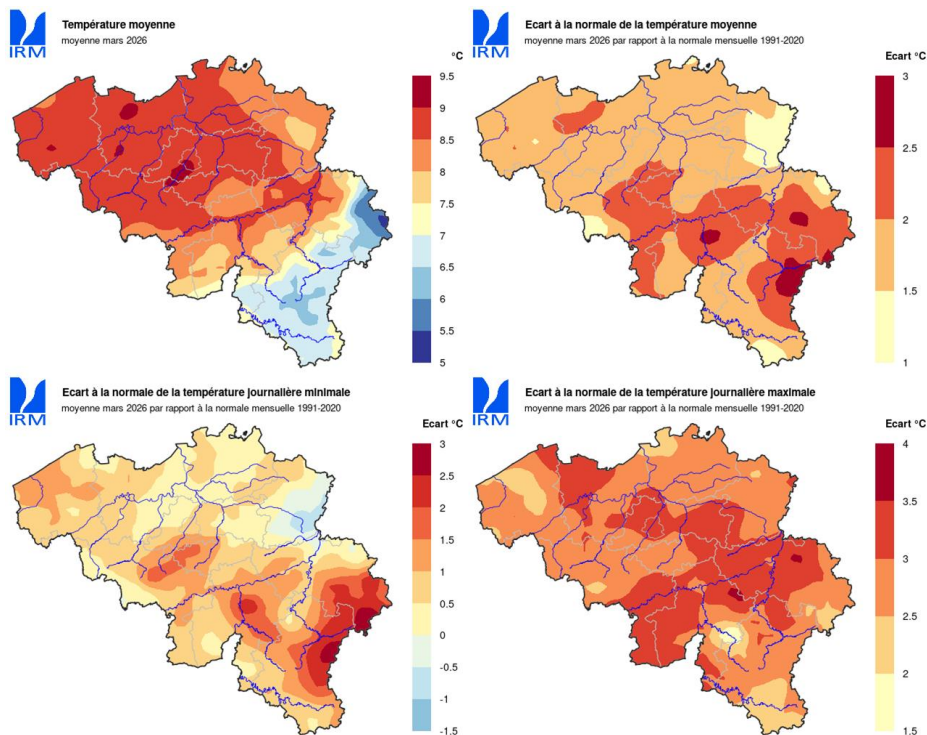 IRM
Température moyenne
moyenne mars 2026
°C
9.5
9
8.5
8
7.5
7
6.5
6
5.5
5
IRM
Ecart à la normale de la température moyenne
moyenne mars 2026 par rapport à la normale mensuelle 1991-2020
Ecart °C
3
2.5
2
1.5
1
IRM
Ecart à la normale de la température journalière minimale
moyenne mars 2026 par rapport à la normale mensuelle 1991-2020
Ecart °C
3
2.5
2
1.5
1
0.5
0
-0.5
-1
-1.5
IRM
Ecart à la normale de la température journalière maximale
moyenne mars 2026 par rapport à la normale mensuelle 1991-2020
Ecart °C
4
3.5
3
2.5
2
1.5